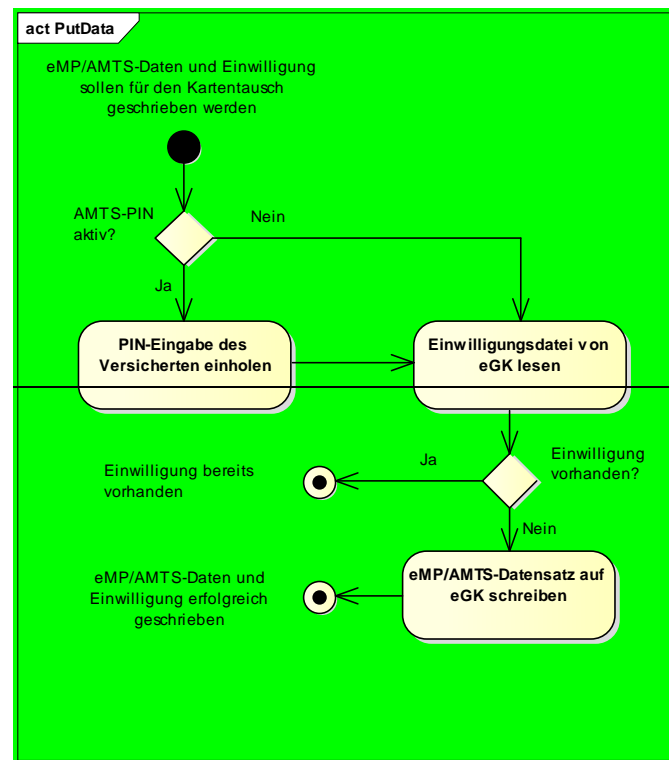 act PutData
eMP/AMTS-Daten und Einwilligung
sollen für den Kartentausch
geschrieben werden
AMTS-PIN
aktiv?
Nein
Ja
PIN-Eingabe des
Versicherten einholen
Einwilligungsdatei von
eGK lesen
Einwilligung
vorhanden?
Ja
Einwilligung bereits
vorhanden
Nein
eMP/AMTS-Datensatz auf
eGK schreiben
eMP/AMTS-Daten und
Einwilligung erfolgreich
geschrieben